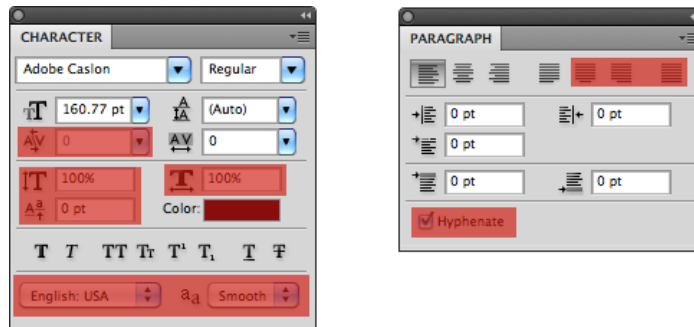 CHARACTER
Adobe Caslon Regular
160.77 pt (Auto)
0 0
100% 100%
0 pt Color:
T T TT Tr T¹ T₁ T T
English: USA aa Smooth
PARAGRAPH
0 pt 0 pt
0 pt
0 pt 0 pt
Hyphenate